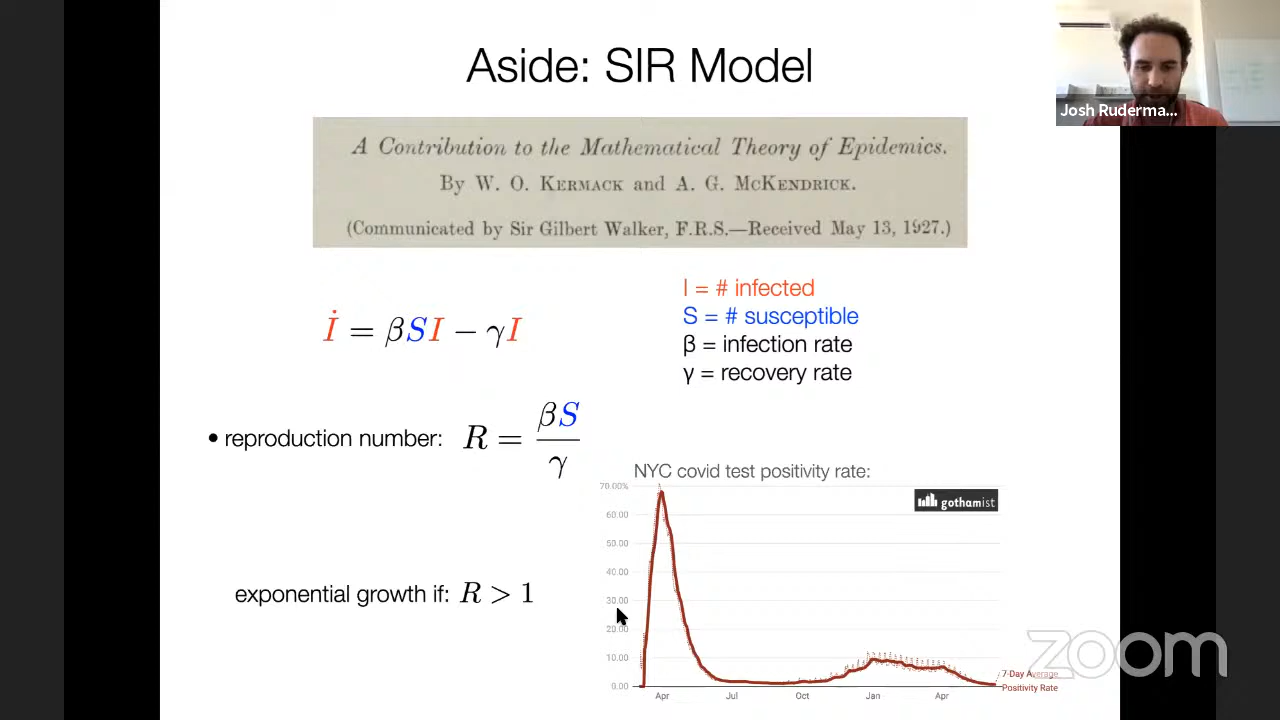 Aside: SIR Model
Josh Ruderma...
A Contribution to the Mathematical Theory of Epidemics.
By W. O. KERMACK and A. G. MCKENDRICK.
(Communicated by Sir Gilbert Walker, F.R.S.—Received May 13, 1927.)
İ = βSI − γI
I = # infected
S = # susceptible
β = infection rate
γ = recovery rate
• reproduction number: R = βS/γ
NYC covid test positivity rate:
gothamist
70.00%
60.00
50.00
40.00
30.00
20.00
10.00
0.00
Apr Jul Oct Jan Apr
7-Day Average
Positivity Rate
exponential growth if: R > 1
zoom